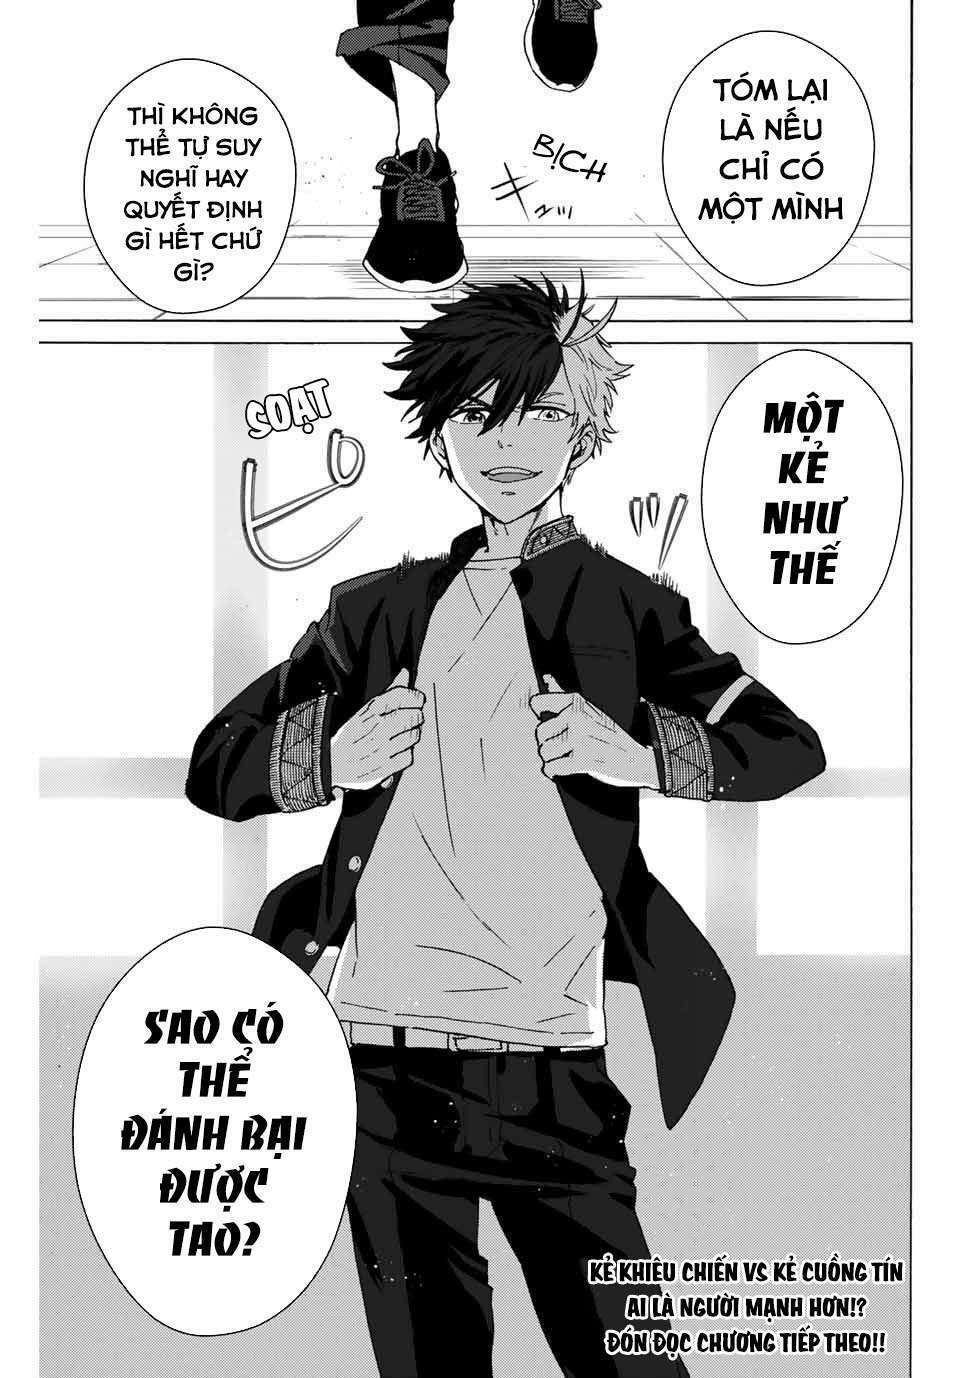 TÓM LẠI
LÀ NẾU
CHỈ CÓ
MỘT MÌNH
BỊCH
THÌ KHÔNG
THỂ TỰ SUY
NGHĨ HAY
QUYẾT ĐỊNH
GÌ HẾT CHỨ
GÌ?
MỘT
KẺ
NHƯ
THẾ
SOẠT
ピッ
SAO CÓ
THỂ
ĐÁNH BẠI
ĐƯỢC
TAO?
KẺ KHIÊU CHIẾN VS KẺ CUỒNG TÍN
AI LÀ NGƯỜI MẠNH HƠN!?
ĐÓN ĐỌC CHƯƠNG TIẾP THEO!!